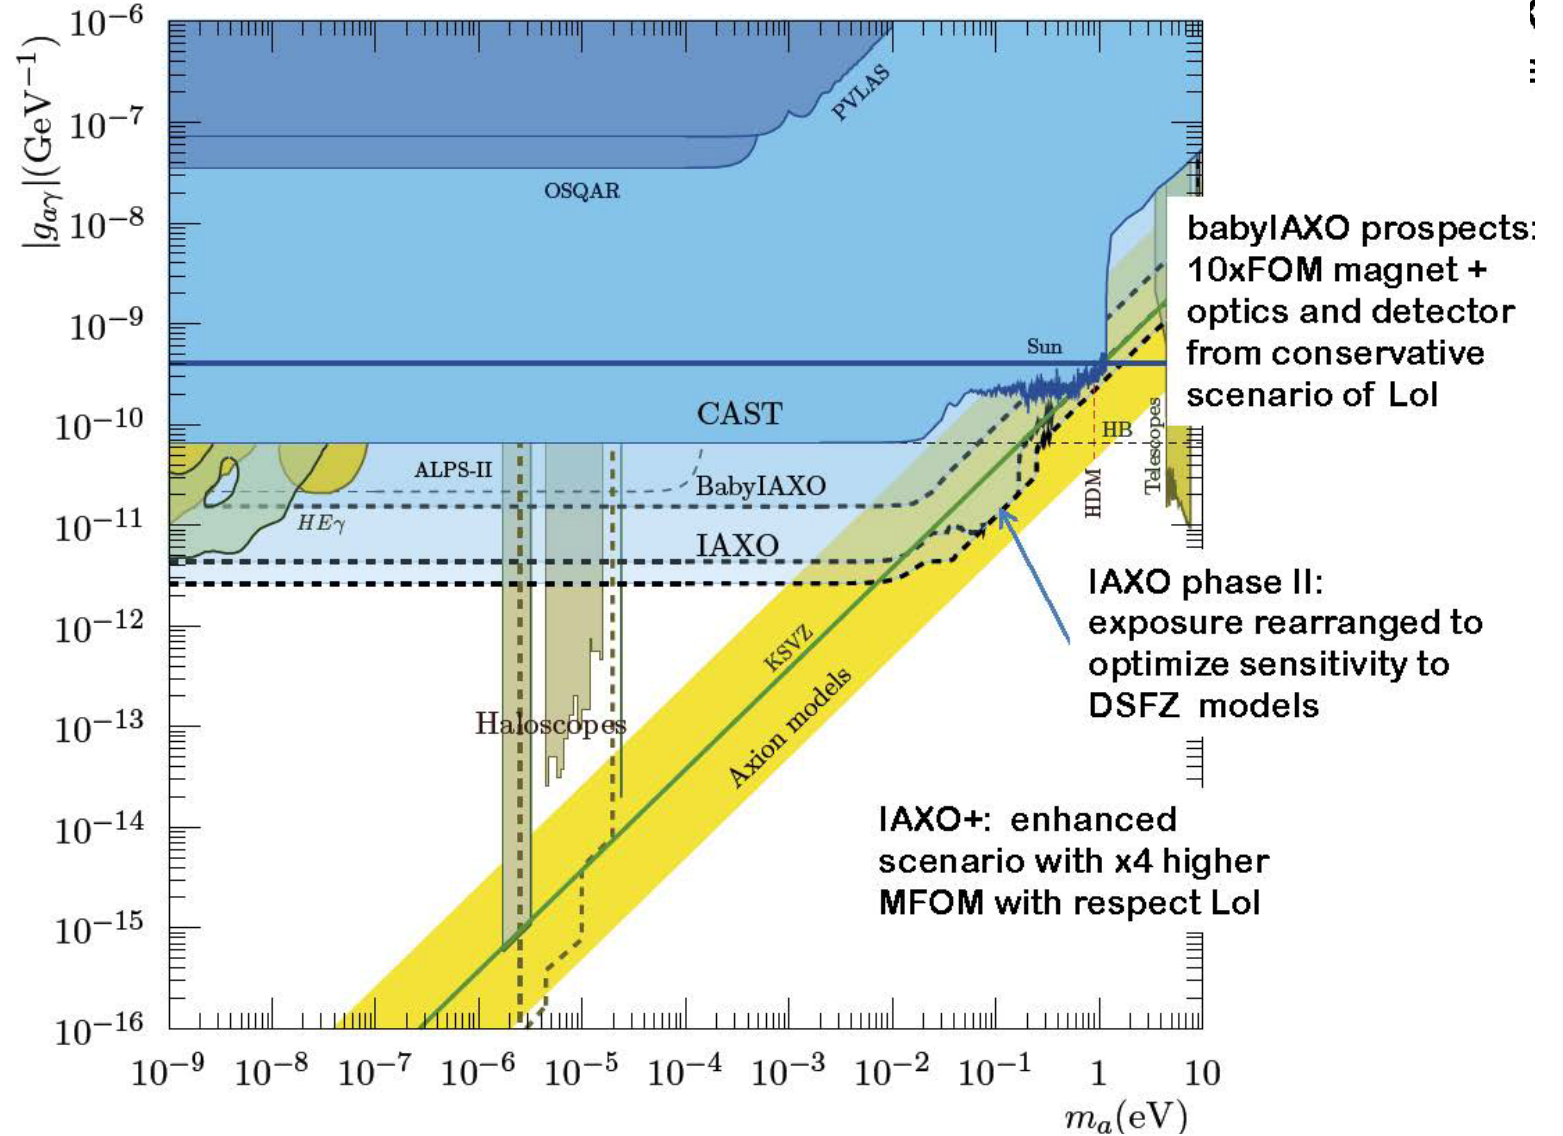 10⁻⁶
10⁻⁷
10⁻⁸
10⁻⁹
10⁻¹⁰
10⁻¹¹
10⁻¹²
10⁻¹³
10⁻¹⁴
10⁻¹⁵
10⁻¹⁶
|g_{aγ}|(GeV⁻¹)
PVLAS
OSQAR
Sun
CAST
HB
ALPS-II
BabyIAXO
HEγ
IAXO
HDM
Telescopes
KSVZ
Haloscopes
Axion models
babyIAXO prospects:
10xFOM magnet +
optics and detector
from conservative
scenario of LoI
IAXO phase II:
exposure rearranged to
optimize sensitivity to
DSFZ models
IAXO+: enhanced
scenario with x4 higher
MFOM with respect LoI
10⁻⁹ 10⁻⁸ 10⁻⁷ 10⁻⁶ 10⁻⁵ 10⁻⁴ 10⁻³ 10⁻² 10⁻¹ 1 10
m_a(eV)